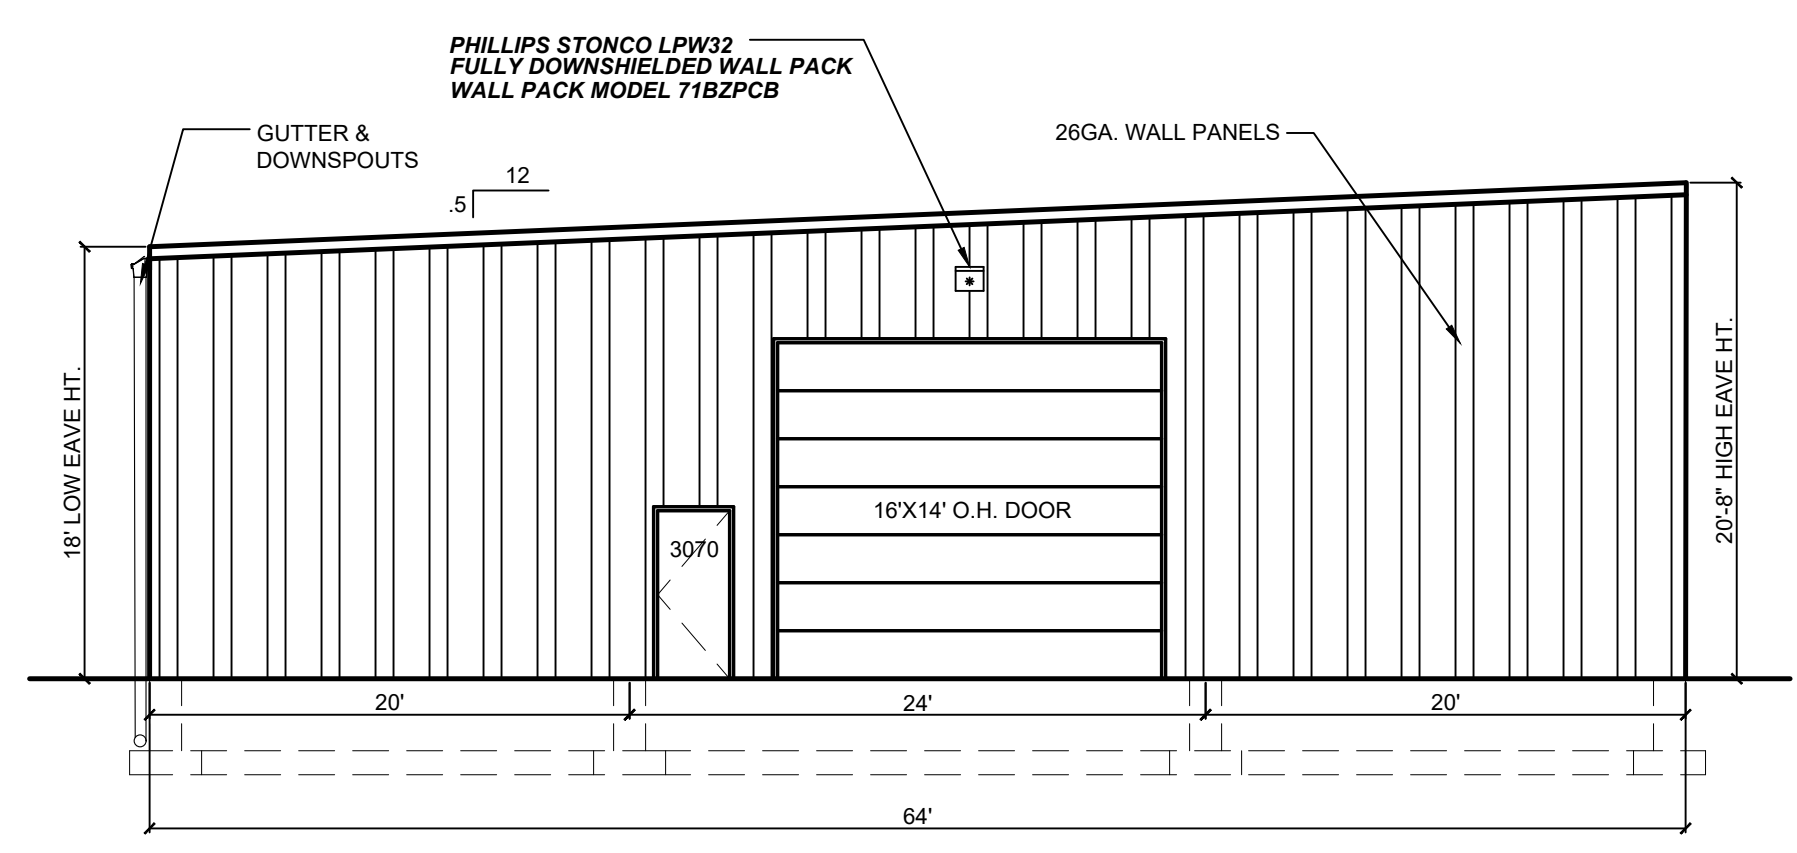 PHILLIPS STONCO LPW32
FULLY DOWNSHIELDED WALL PACK
WALL PACK MODEL 71BZPCB
GUTTER &
DOWNSPOUTS
26GA. WALL PANELS
12
.5
18' LOW EAVE HT.
20'-8" HIGH EAVE HT.
16'X14' O.H. DOOR
3070
20'
24'
20'
64'